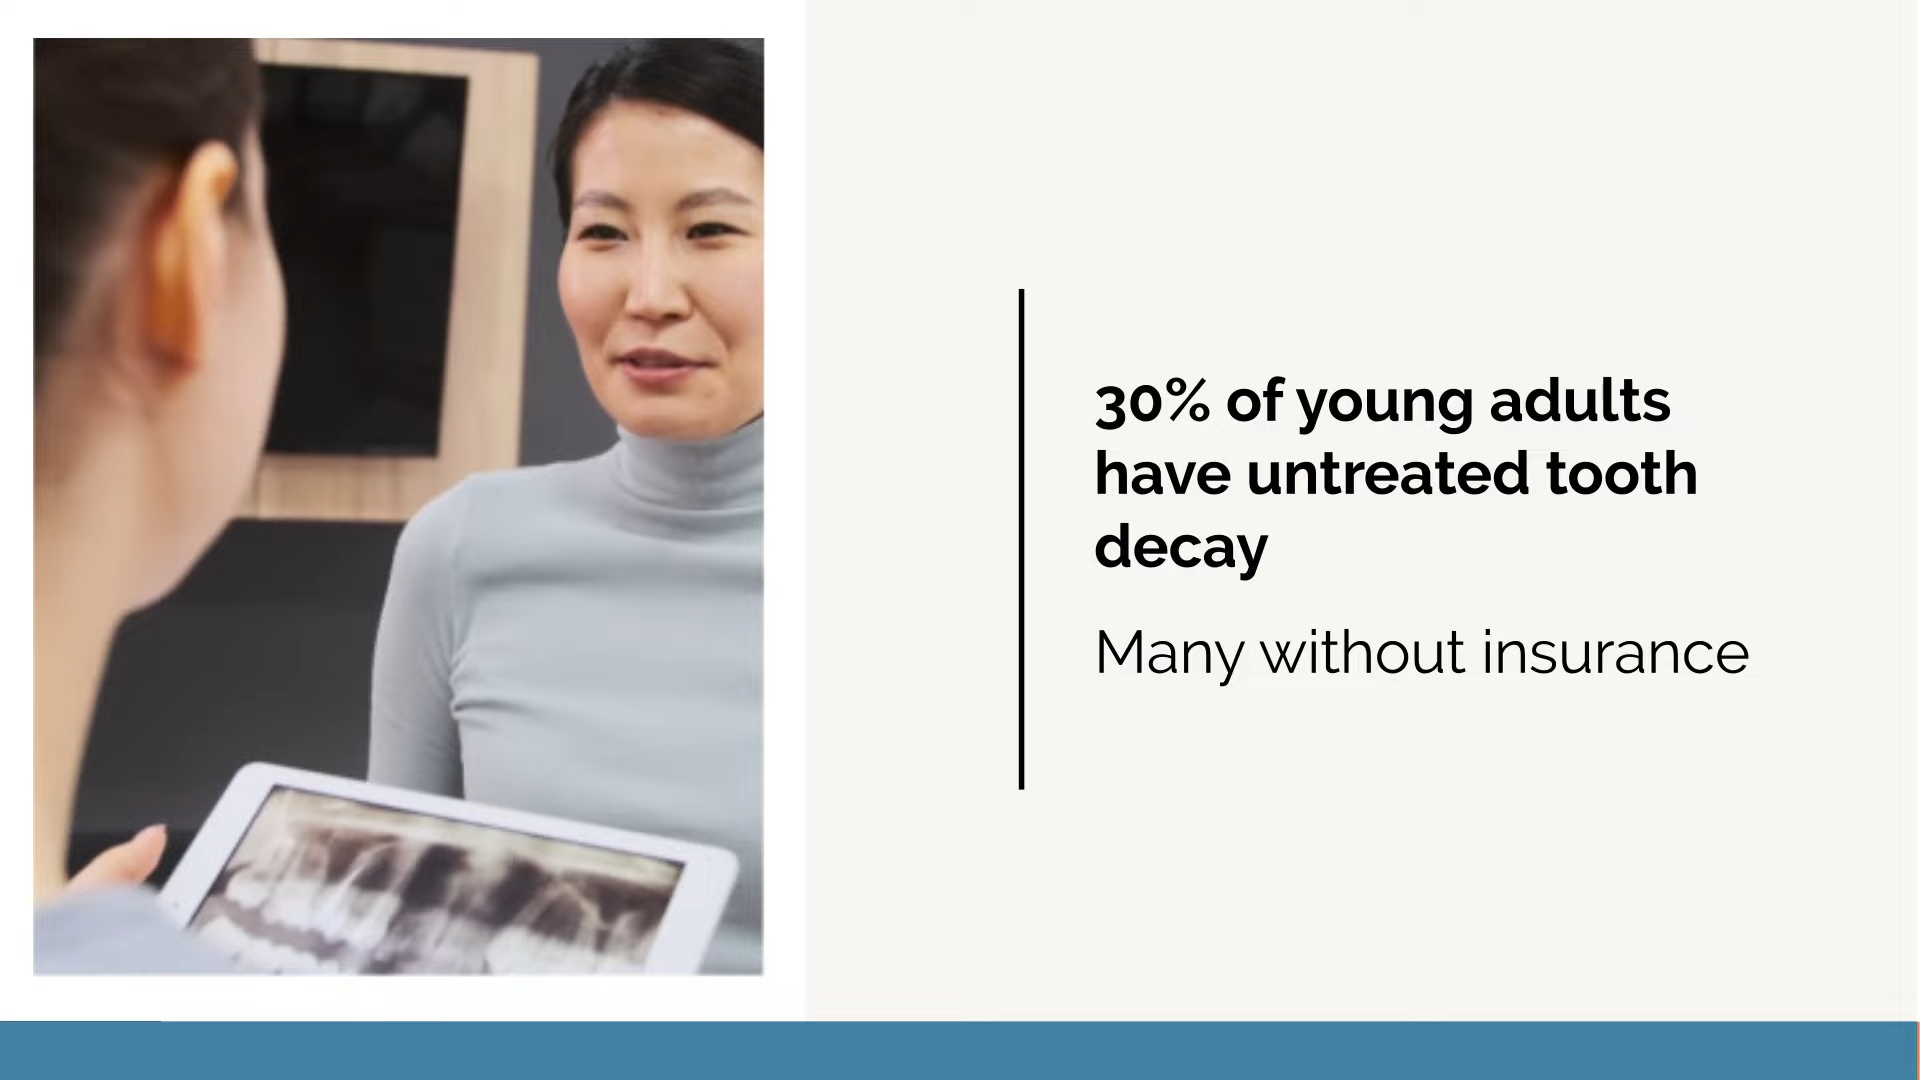 30% of young adults
have untreated tooth
decay
Many without insurance